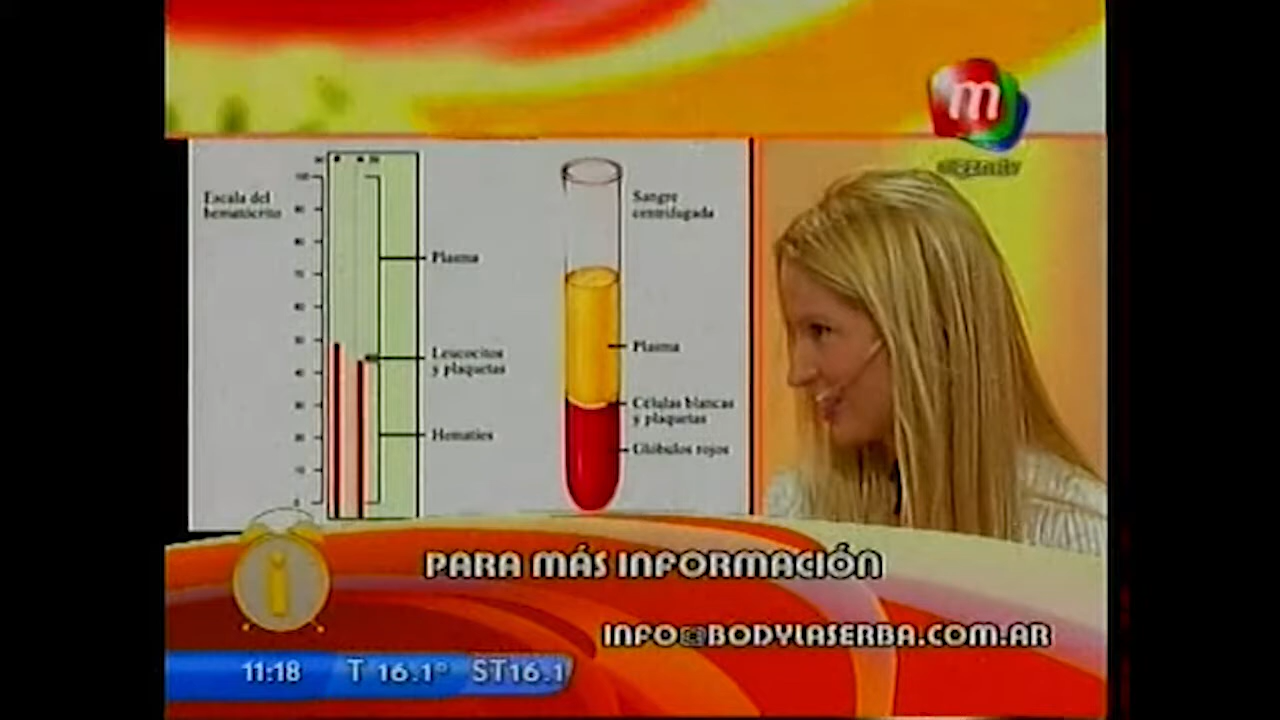 m
Escala del
hematócrito
100
90
80
70
60
50
40
30
20
10
0
Plasma
Leucocitos
y plaquetas
Hematíes
Sangre
centrifugada
Plasma
Células blancas
y plaquetas
Glóbulos rojos
i
PARA MÁS INFORMACIÓN
INFO@BODYLASERBA.COM.AR
11:18 T 16.1° ST16.1